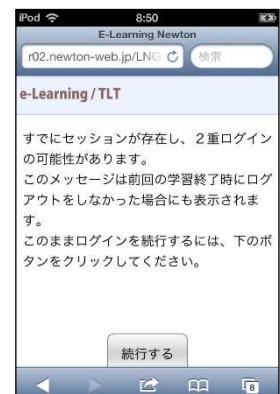 iPod 8:50
E-Learning Newton
r02.newton-web.jp/LNG 検索
e-Learning / TLT
すでにセッションが存在し、２重ログイン
の可能性があります。
このメッセージは前回の学習終了時にログ
アウトをしなかった場合にも表示されま
す。
このままログインを続行するには、下のボ
タンをクリックしてください。
続行する
8